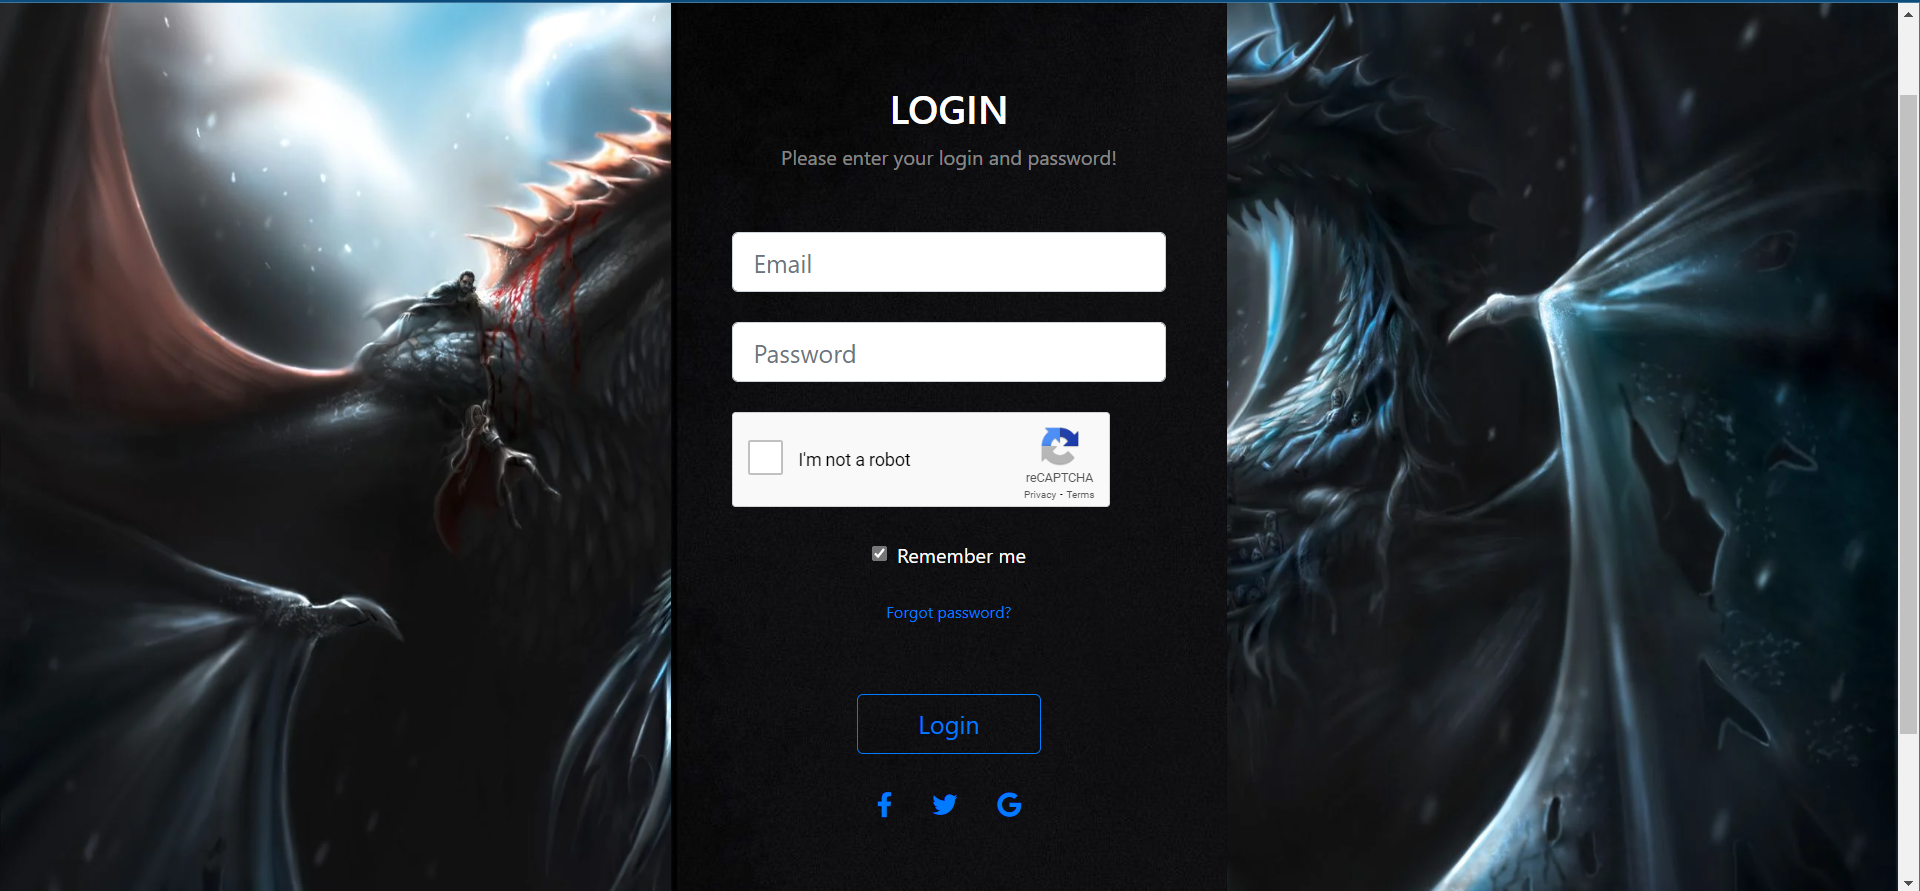 LOGIN
Please enter your login and password!
Email
Password
I'm not a robot
reCAPTCHA
Privacy - Terms
Remember me
Forgot password?
Login